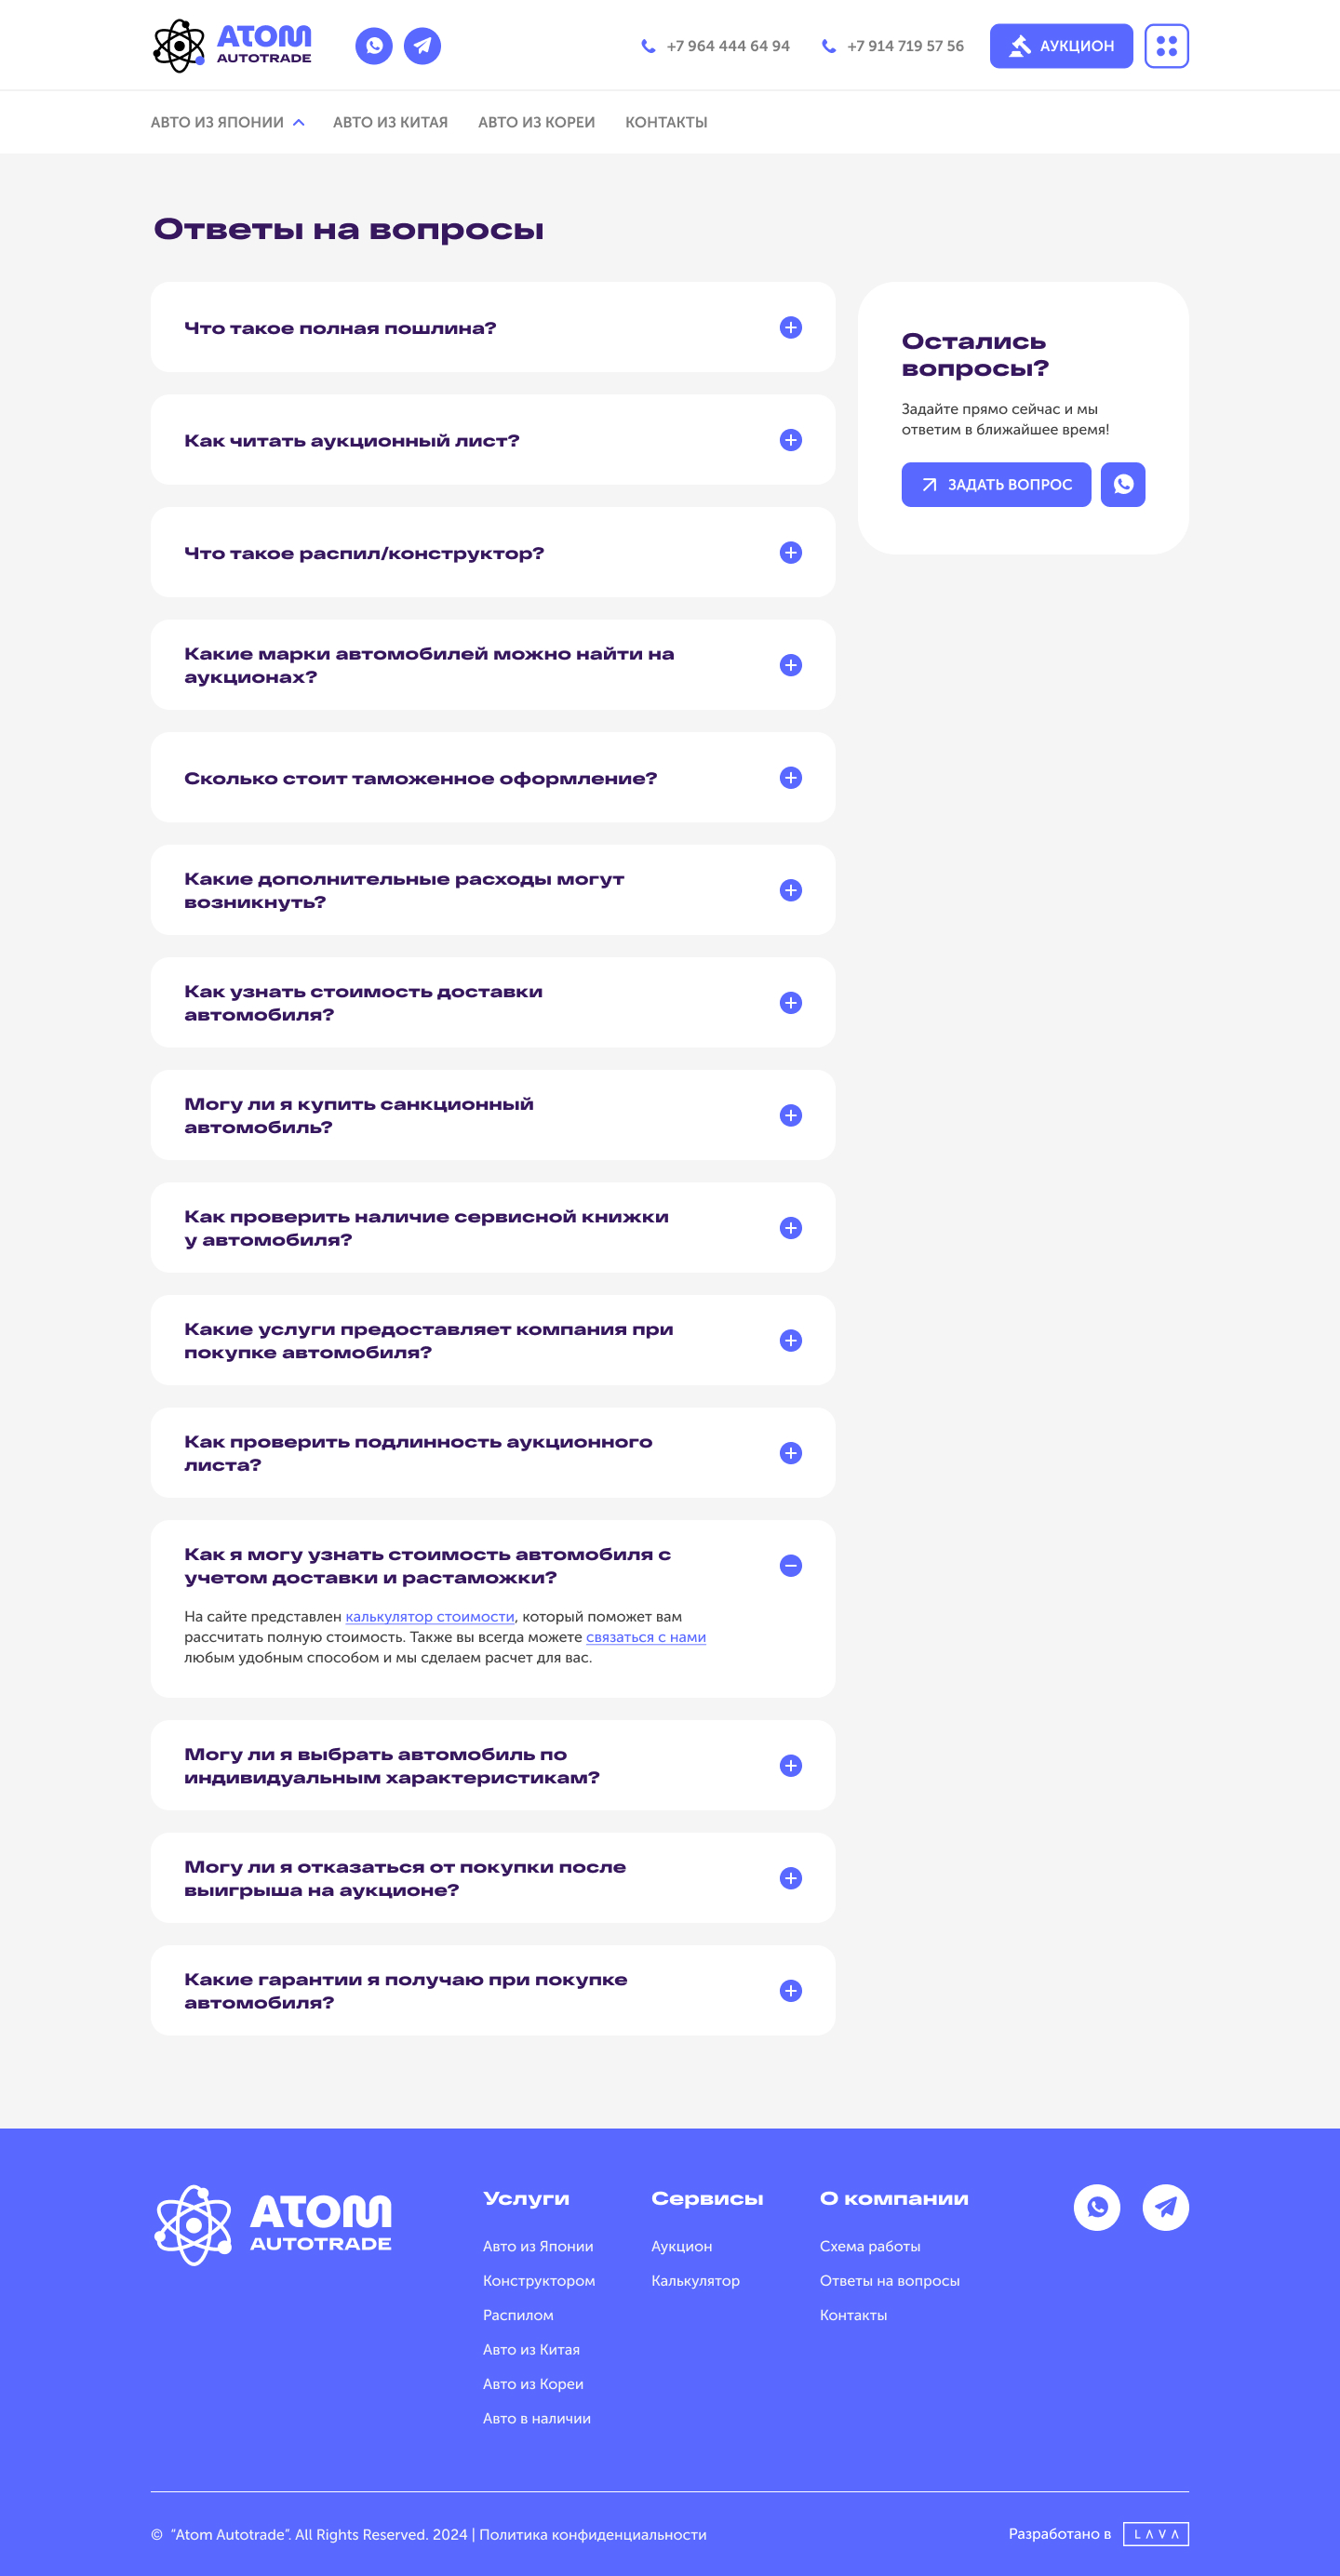 ATOM
AUTOTRADE
+7 964 444 64 94
+7 914 719 57 56
АУКЦИОН
АВТО ИЗ ЯПОНИИ
АВТО ИЗ КИТАЯ
АВТО ИЗ КОРЕИ
КОНТАКТЫ
Ответы на вопросы
Что такое полная пошлина?
Как читать аукционный лист?
Что такое распил/конструктор?
Какие марки автомобилей можно найти на
аукционах?
Сколько стоит таможенное оформление?
Какие дополнительные расходы могут
возникнуть?
Как узнать стоимость доставки
автомобиля?
Могу ли я купить санкционный
автомобиль?
Как проверить наличие сервисной книжки
у автомобиля?
Какие услуги предоставляет компания при
покупке автомобиля?
Как проверить подлинность аукционного
листа?
Как я могу узнать стоимость автомобиля с
учетом доставки и растаможки?
На сайте представлен калькулятор стоимости, который поможет вам
рассчитать полную стоимость. Также вы всегда можете связаться с нами
любым удобным способом и мы сделаем расчет для вас.
Могу ли я выбрать автомобиль по
индивидуальным характеристикам?
Могу ли я отказаться от покупки после
выигрыша на аукционе?
Какие гарантии я получаю при покупке
автомобиля?
Остались
вопросы?
Задайте прямо сейчас и мы
ответим в ближайшее время!
ЗАДАТЬ ВОПРОС
ATOM
AUTOTRADE
Услуги
Авто из Японии
Конструктором
Распилом
Авто из Китая
Авто из Кореи
Авто в наличии
Сервисы
Аукцион
Калькулятор
О компании
Схема работы
Ответы на вопросы
Контакты
© “Atom Autotrade”. All Rights Reserved. 2024 | Политика конфиденциальности
Разработано в LAVA